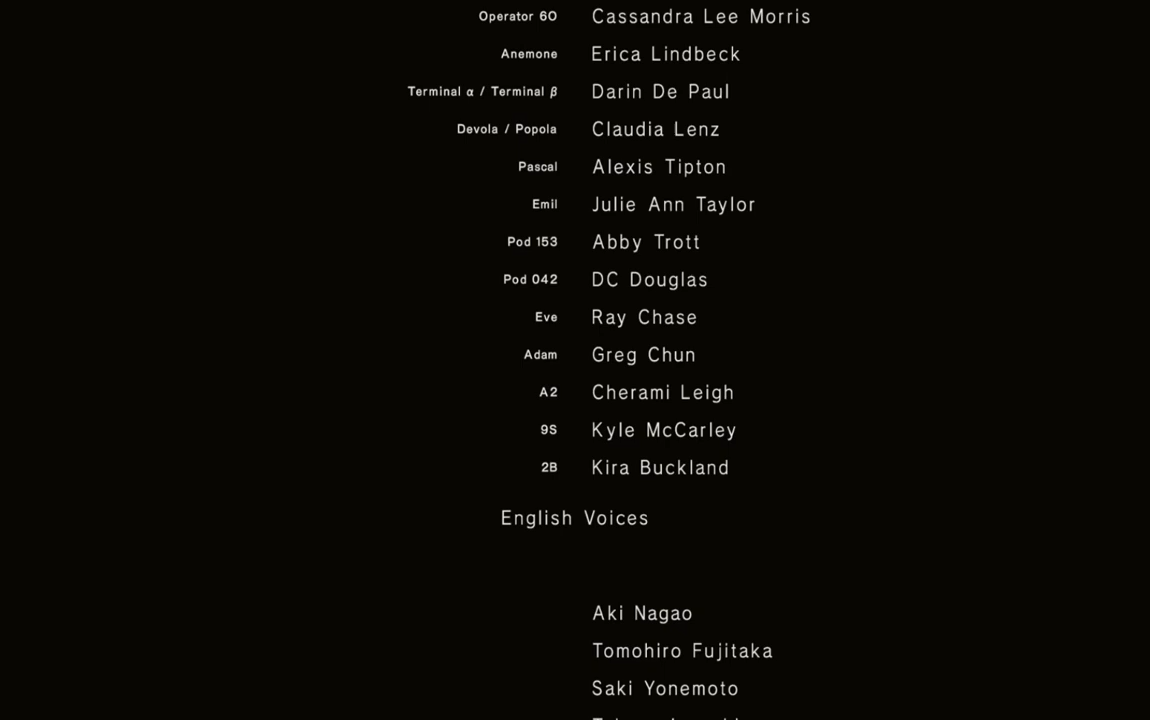 Operator 6O Cassandra Lee Morris
Anemone Erica Lindbeck
Terminal α / Terminal β Darin De Paul
Devola / Popola Claudia Lenz
Pascal Alexis Tipton
Emil Julie Ann Taylor
Pod 153 Abby Trott
Pod 042 DC Douglas
Eve Ray Chase
Adam Greg Chun
A2 Cherami Leigh
9S Kyle McCarley
2B Kira Buckland
English Voices
Aki Nagao
Tomohiro Fujitaka
Saki Yonemoto